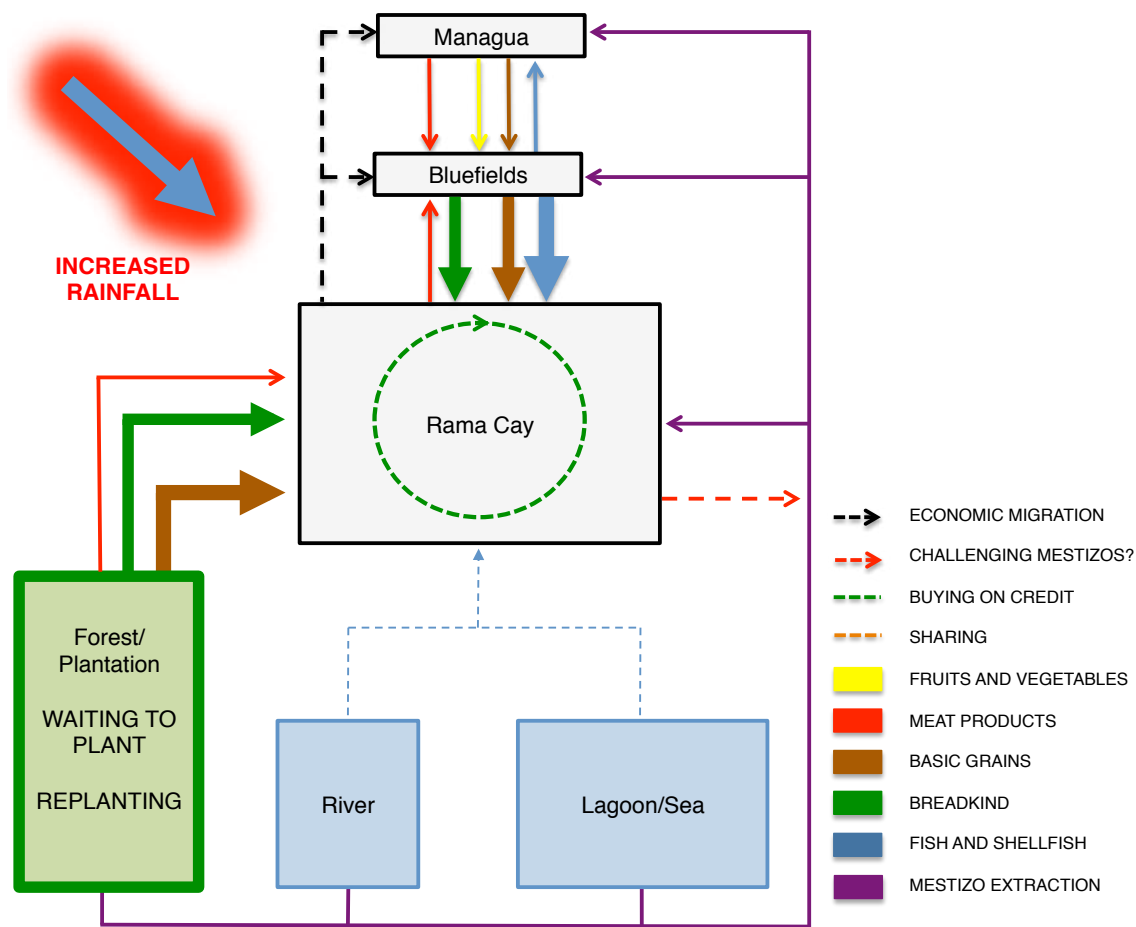 Managua
Bluefields
INCREASED
RAINFALL
Rama Cay
Forest/
Plantation
WAITING TO
PLANT
REPLANTING
River
Lagoon/Sea
ECONOMIC MIGRATION
CHALLENGING MESTIZOS?
BUYING ON CREDIT
SHARING
FRUITS AND VEGETABLES
MEAT PRODUCTS
BASIC GRAINS
BREADKIND
FISH AND SHELLFISH
MESTIZO EXTRACTION